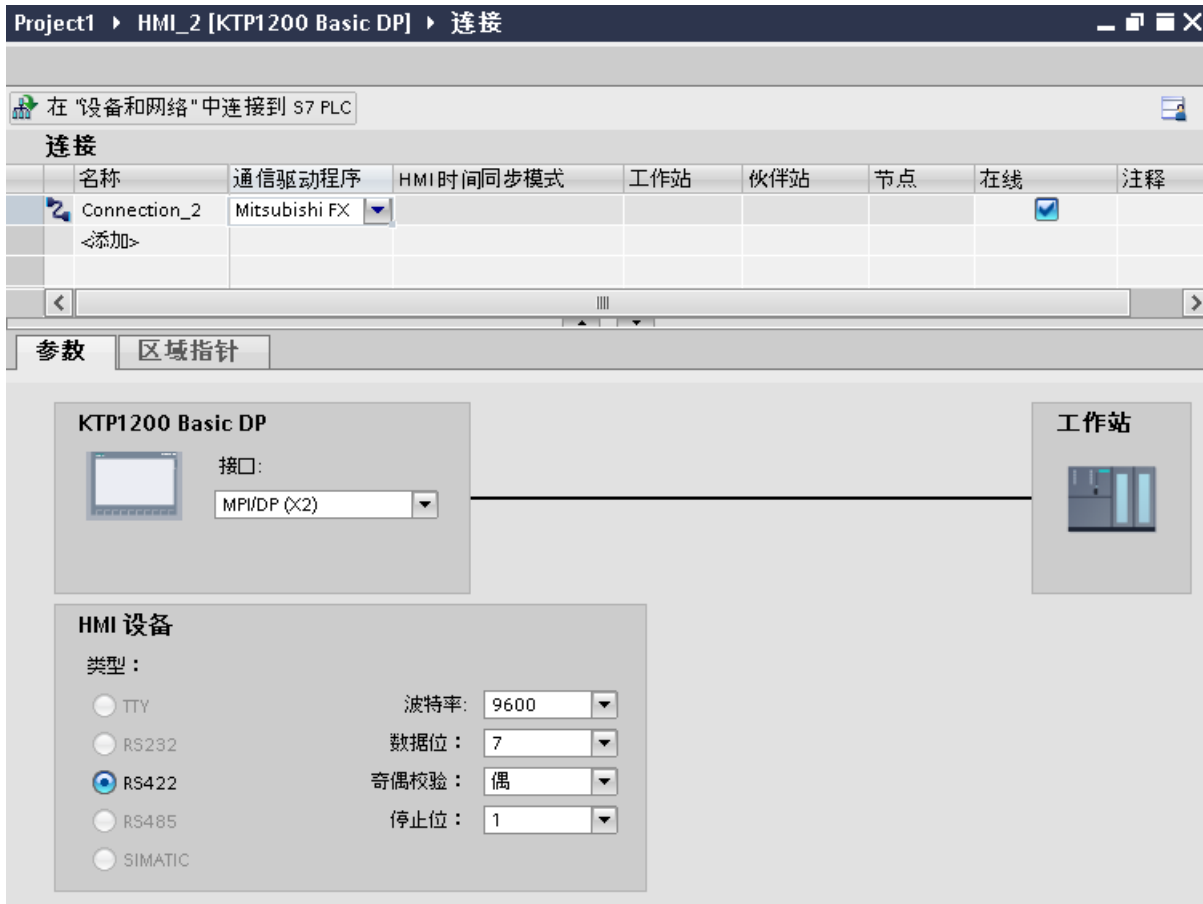 Project1 ▸ HMI_2 [KTP1200 Basic DP] ▸ 连接
在 "设备和网络" 中连接到 S7 PLC
连接
名称 通信驱动程序 HMI 时间同步模式 工作站 伙伴站 节点 在线 注释
Connection_2 Mitsubishi FX
<添加>
参数 区域指针
KTP1200 Basic DP 工作站
接口:
MPI/DP (X2)
HMI 设备
类型：
TTY 波特率: 9600
RS232 数据位： 7
RS422 奇偶校验： 偶
RS485 停止位： 1
SIMATIC